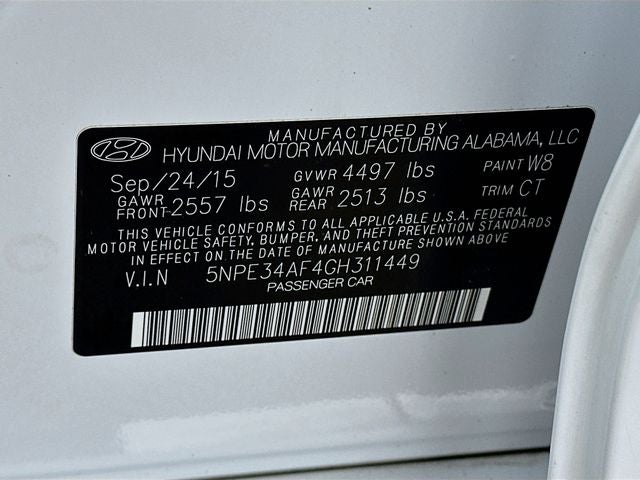 MANUFACTURED BY
HYUNDAI MOTOR MANUFACTURING ALABAMA, LLC
Sep/24/15 GVWR 4497 lbs PAINT W8
GAWR FRONT 2557 lbs GAWR REAR 2513 lbs TRIM CT
THIS VEHICLE CONFORMS TO ALL APPLICABLE U.S.A. FEDERAL
MOTOR VEHICLE SAFETY, BUMPER, AND THEFT PREVENTION STANDARDS
IN EFFECT ON THE DATE OF MANUFACTURE SHOWN ABOVE
V.I.N 5NPE34AF4GH311449
PASSENGER CAR